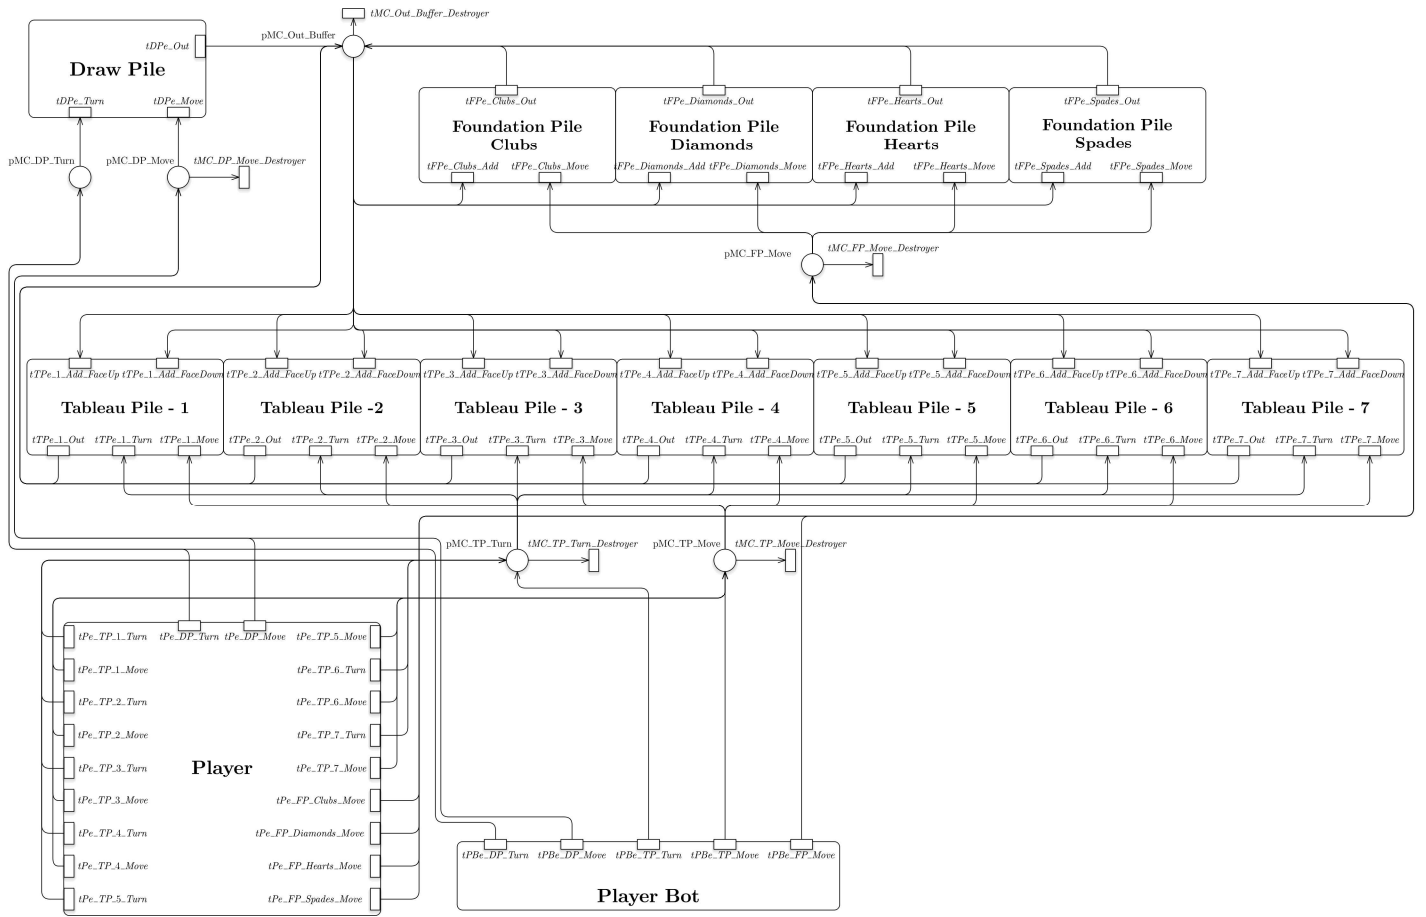 tMC_Out_Buffer_Destroyer
pMC_Out_Buffer
tDPe_Out
Draw Pile
tDPe_Turn
tDPe_Move
pMC_DP_Turn
pMC_DP_Move
tMC_DP_Move_Destroyer
tFPe_Clubs_Out
tFPe_Diamonds_Out
tFPe_Hearts_Out
tFPe_Spades_Out
Foundation Pile
Clubs
Foundation Pile
Diamonds
Foundation Pile
Hearts
Foundation Pile
Spades
tFPe_Clubs_Add
tFPe_Clubs_Move
tFPe_Diamonds_Add
tFPe_Diamonds_Move
tFPe_Hearts_Add
tFPe_Hearts_Move
tFPe_Spades_Add
tFPe_Spades_Move
pMC_FP_Move
tMC_FP_Move_Destroyer
tTPe_1_Add_FaceUp
tTPe_1_Add_FaceDown
tTPe_2_Add_FaceUp
tTPe_2_Add_FaceDown
tTPe_3_Add_FaceUp
tTPe_3_Add_FaceDown
tTPe_4_Add_FaceUp
tTPe_4_Add_FaceDown
tTPe_5_Add_FaceUp
tTPe_5_Add_FaceDown
tTPe_6_Add_FaceUp
tTPe_6_Add_FaceDown
tTPe_7_Add_FaceUp
tTPe_7_Add_FaceDown
Tableau Pile - 1
Tableau Pile -2
Tableau Pile - 3
Tableau Pile - 4
Tableau Pile - 5
Tableau Pile - 6
Tableau Pile - 7
tTPe_1_Out
tTPe_1_Turn
tTPe_1_Move
tTPe_2_Out
tTPe_2_Turn
tTPe_2_Move
tTPe_3_Out
tTPe_3_Turn
tTPe_3_Move
tTPe_4_Out
tTPe_4_Turn
tTPe_4_Move
tTPe_5_Out
tTPe_5_Turn
tTPe_5_Move
tTPe_6_Out
tTPe_6_Turn
tTPe_6_Move
tTPe_7_Out
tTPe_7_Turn
tTPe_7_Move
pMC_TP_Turn
tMC_TP_Turn_Destroyer
pMC_TP_Move
tMC_TP_Move_Destroyer
tPe_DP_Turn
tPe_DP_Move
tPe_TP_1_Turn
tPe_TP_1_Move
tPe_TP_2_Turn
tPe_TP_2_Move
tPe_TP_3_Turn
tPe_TP_3_Move
tPe_TP_4_Turn
tPe_TP_4_Move
tPe_TP_5_Turn
Player
tPe_TP_5_Move
tPe_TP_6_Turn
tPe_TP_6_Move
tPe_TP_7_Turn
tPe_TP_7_Move
tPe_FP_Clubs_Move
tPe_FP_Diamonds_Move
tPe_FP_Hearts_Move
tPe_FP_Spades_Move
tPBe_DP_Turn
tPBe_DP_Move
tPBe_TP_Turn
tPBe_TP_Move
tPBe_FP_Move
Player Bot